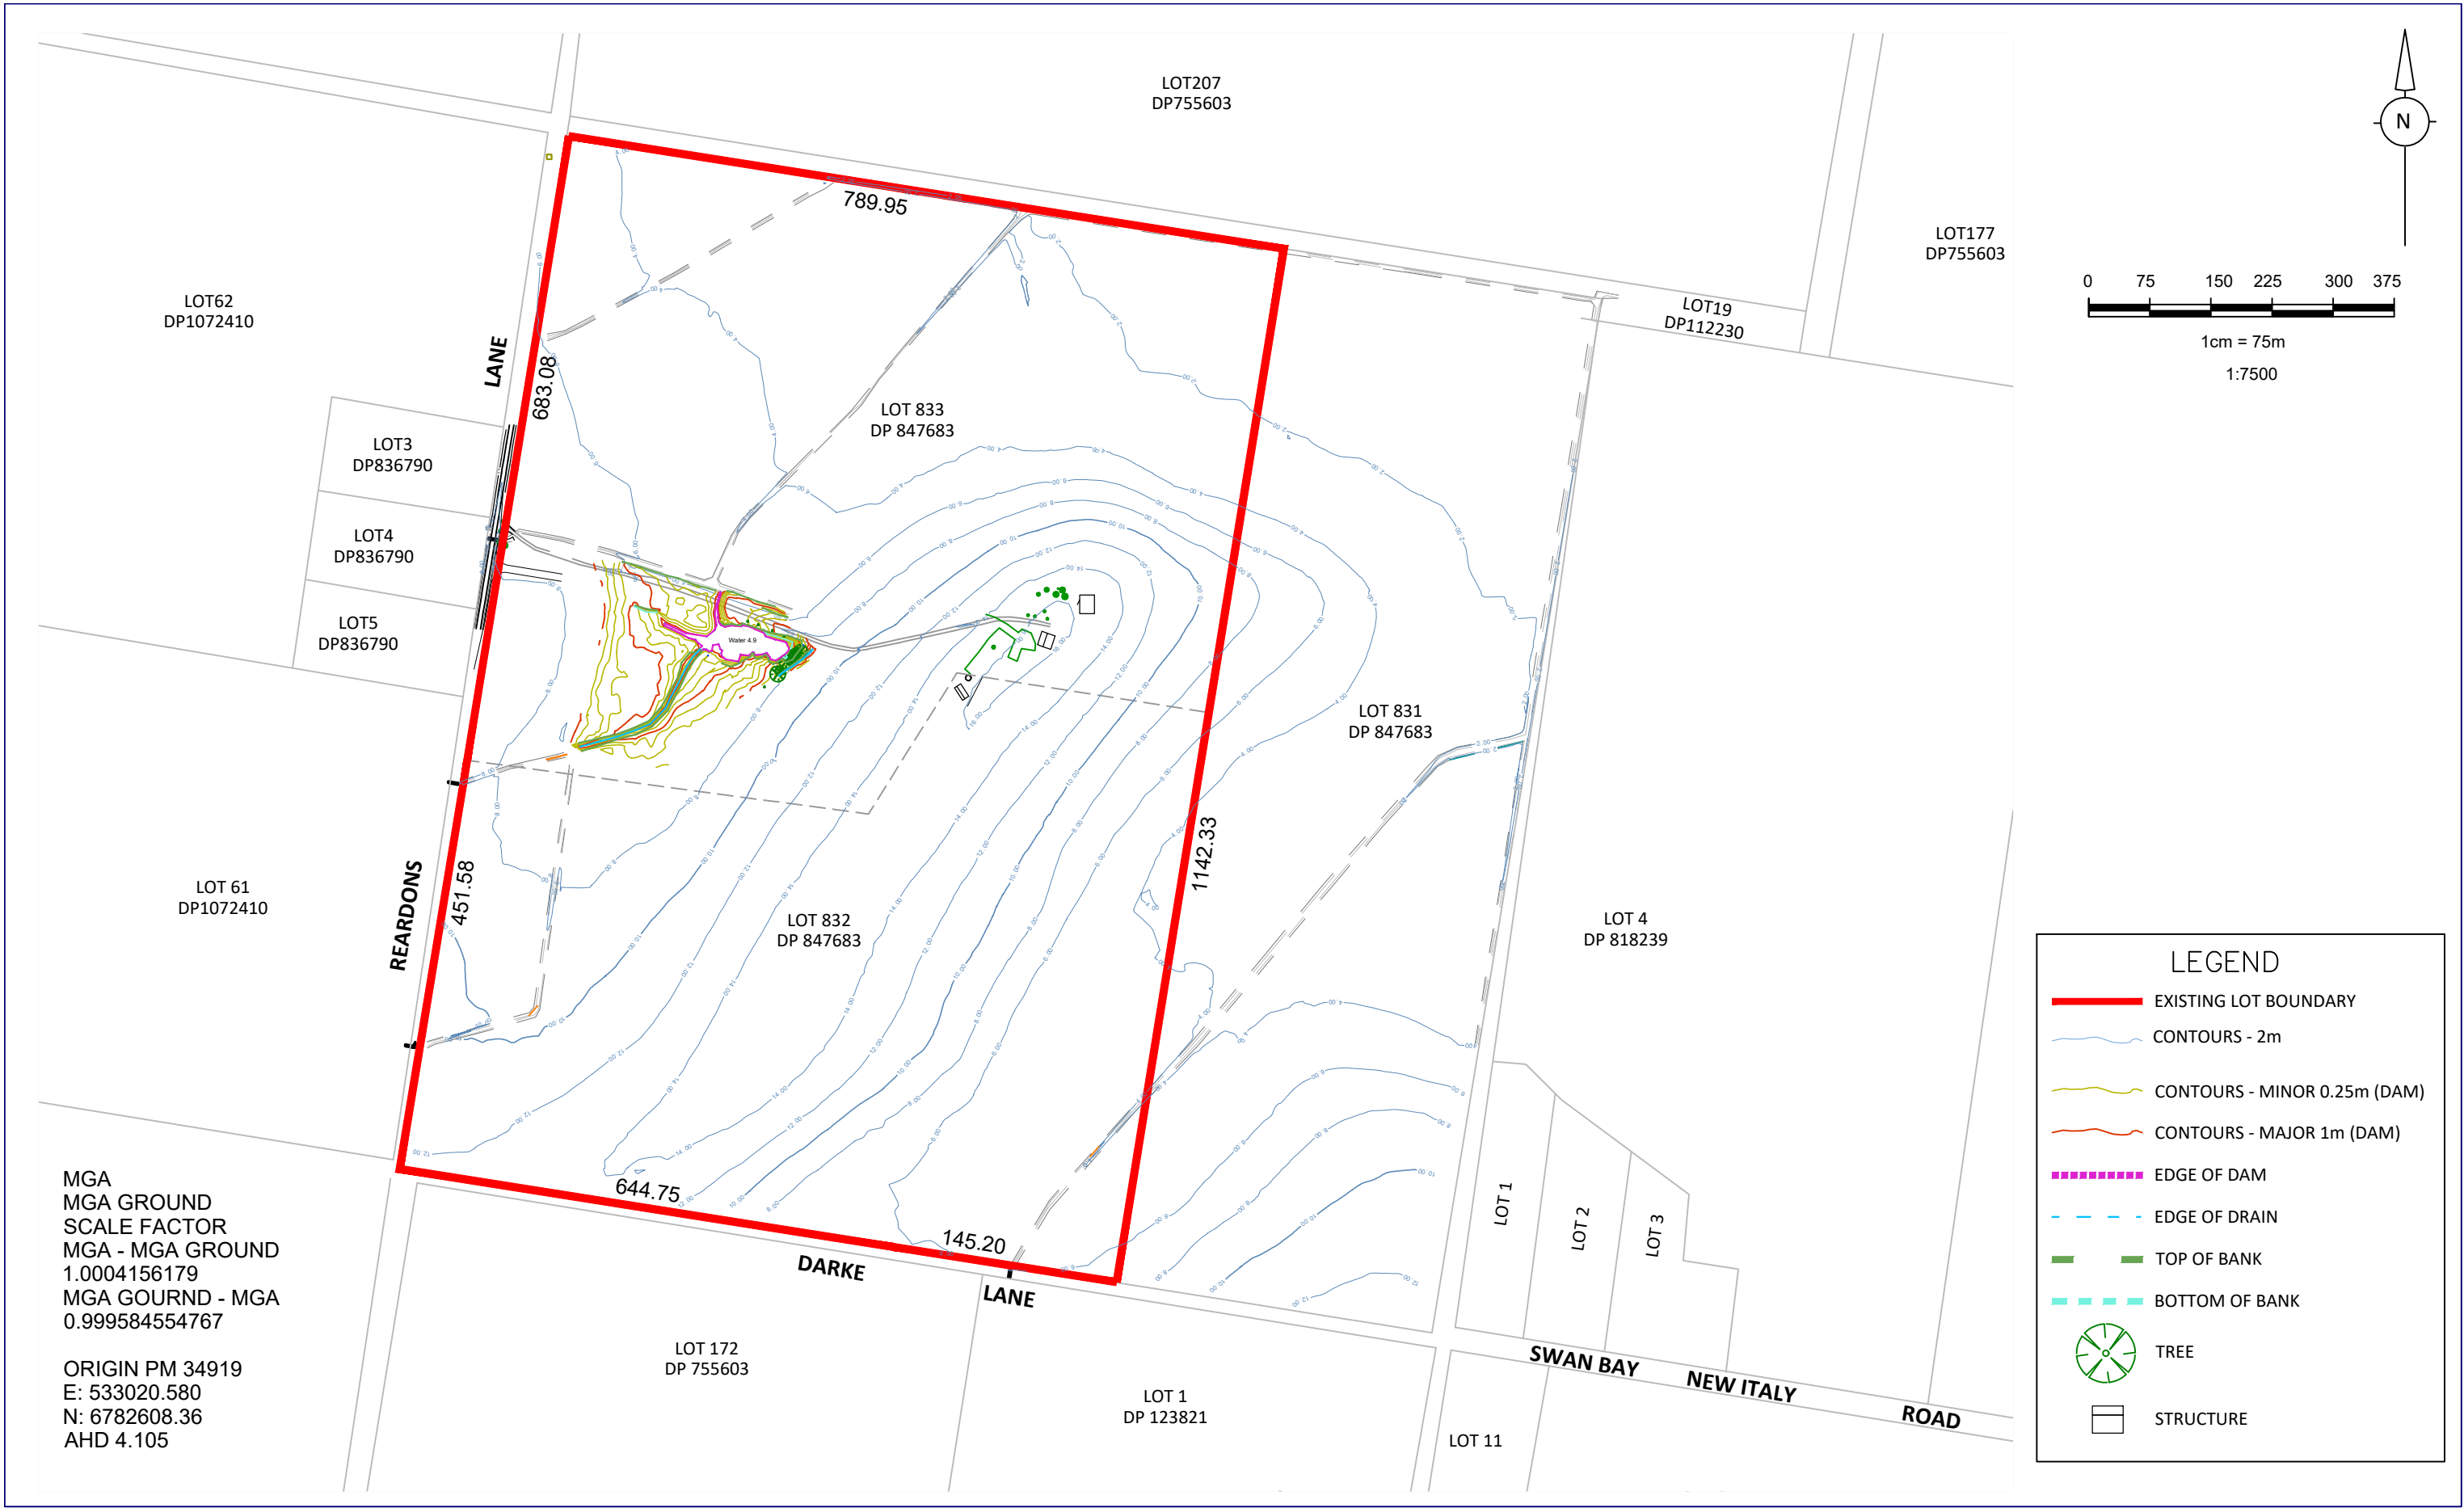 LOT207
DP755603
N
LOT177
DP755603
789.95
0 75 150 225 300 375
1cm = 75m
1:7500
LOT62
DP1072410
LOT19
DP112230
LANE
683.08
LOT 833
DP 847683
LOT3
DP836790
LOT4
DP836790
LOT5
DP836790
Water 4.9
LOT 831
DP 847683
1142.33
LOT 61
DP1072410
REARDONS
451.58
LOT 832
DP 847683
LOT 4
DP 818239
LEGEND
EXISTING LOT BOUNDARY
CONTOURS - 2m
CONTOURS - MINOR 0.25m (DAM)
CONTOURS - MAJOR 1m (DAM)
EDGE OF DAM
EDGE OF DRAIN
TOP OF BANK
BOTTOM OF BANK
TREE
STRUCTURE
MGA
MGA GROUND
SCALE FACTOR
MGA - MGA GROUND
1.0004156179
MGA GOURND - MGA
0.999584554767
ORIGIN PM 34919
E: 533020.580
N: 6782608.36
AHD 4.105
644.75
145.20
DARKE
LANE
LOT 1
LOT 2
LOT 3
SWAN BAY
NEW ITALY
ROAD
LOT 172
DP 755603
LOT 1
DP 123821
LOT 11